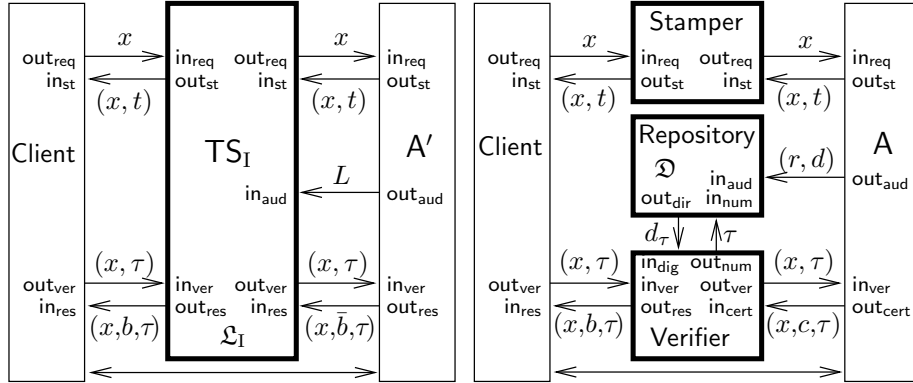 x x
out_req in_req out_req in_req
in_st out_st in_st out_st
(x, t) (x, t)
Client TS_I A′
L
in_aud out_aud
(x, τ) (x, τ)
out_ver in_ver out_ver in_ver
in_res out_res in_res out_res
(x,b,τ) 𝔏_I (x,b̄,τ)
Stamper
x x
out_req in_req out_req in_req
in_st out_st in_st out_st
(x, t) (x, t)
Client Repository A
𝔇 (r, d)
in_aud out_aud
out_dir in_num
d_τ τ
(x, τ) in_dig out_num (x, τ)
out_ver in_ver out_ver in_ver
in_res out_res in_cert out_cert
(x,b,τ) Verifier (x,c,τ)